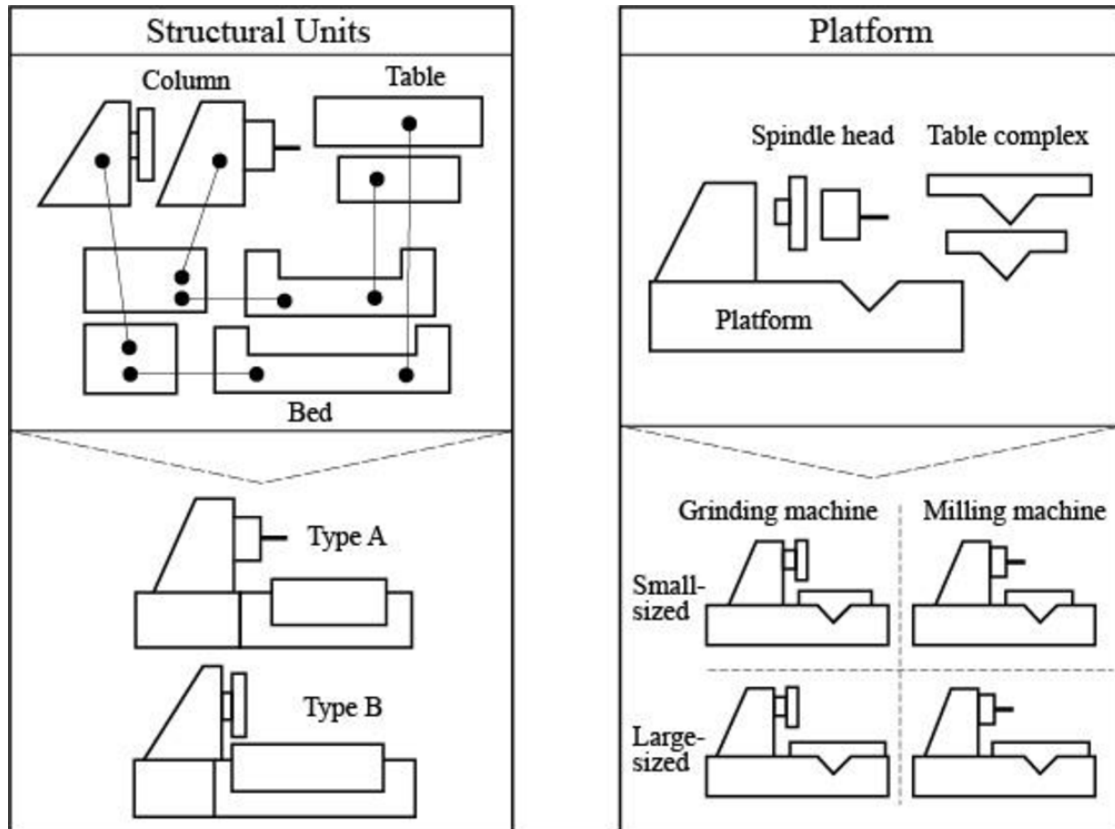 Structural Units
Column
Table
Bed
Type A
Type B
Platform
Spindle head
Table complex
Platform
Grinding machine
Milling machine
Small-
sized
Large-
sized